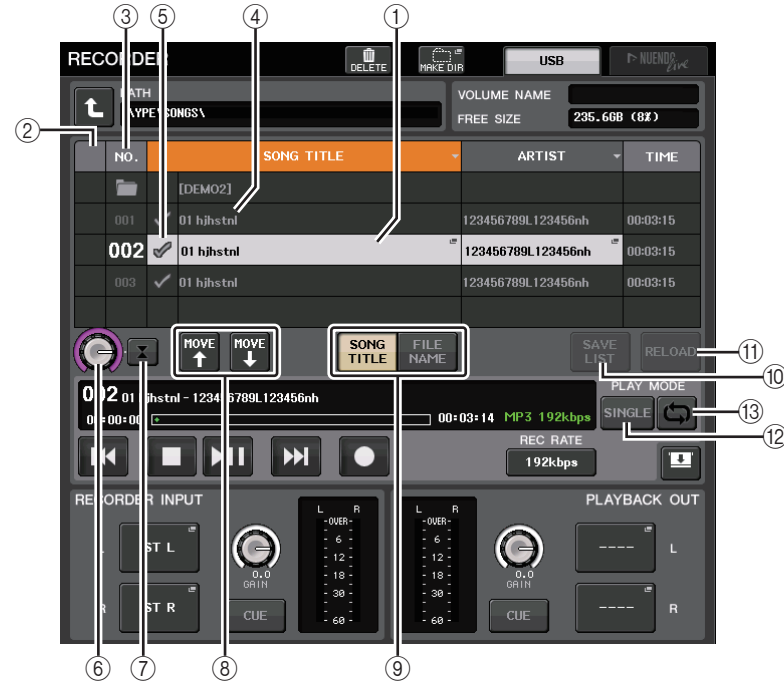 ③ ⑤ ④ ①
RECORDER DELETE MAKE DIR USB NUENDO live
PATH VOLUME NAME
\YPE\SONGS\ FREE SIZE 235.6GB (8%)
②
NO. SONG TITLE ARTIST TIME
[DEMO2]
001 01 hjhstnl 123456789L123456nh 00:03:15
002 01 hjhstnl 123456789L123456nh 00:03:15
003 01 hjhstnl 123456789L123456nh 00:03:15
MOVE MOVE SONG TITLE FILE NAME SAVE LIST RELOAD ⑪
⑩
PLAY MODE
002 01 hjhstnl - 123456789L123456nh SINGLE ⑬
00:00:00 00:03:14 MP3 192kbps ⑫
REC RATE
192kbps
RECORDER INPUT L R L R PLAYBACK OUT
-OVER- -OVER-
ST L 6 6 ---- L
12 12
0.0 18 18 0.0
GAIN 30 30 GAIN
R ST R CUE 60 CUE 60 ---- R
⑥ ⑦ ⑧ ⑨